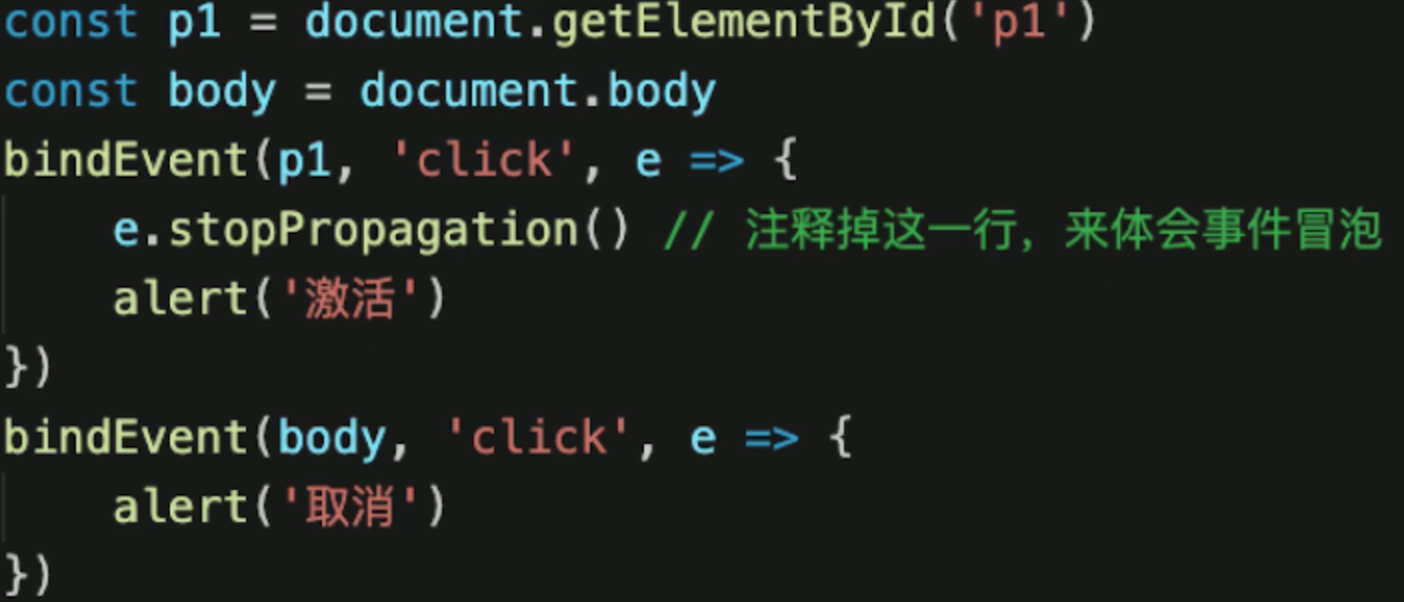 const p1 = document.getElementById('p1')
const body = document.body
bindEvent(p1, 'click', e => {
    e.stopPropagation() // 注释掉这一行，来体会事件冒泡
    alert('激活')
})
bindEvent(body, 'click', e => {
    alert('取消')
})